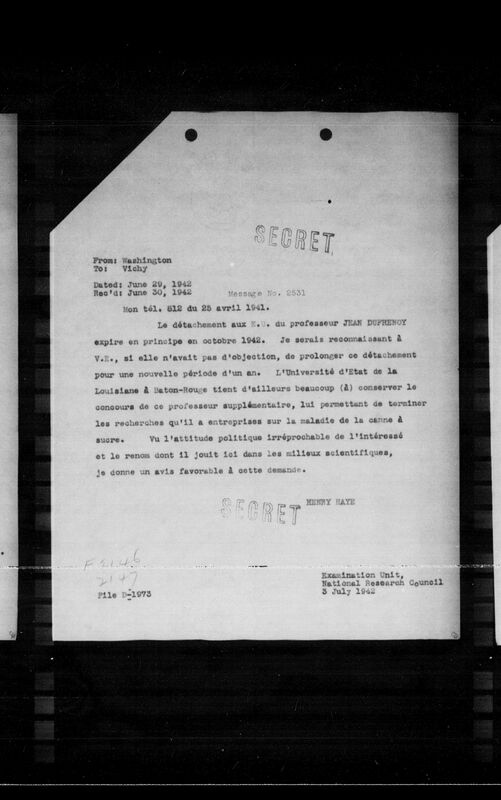 SECRET
From: Washington
To: Vichy
Dated: June 29, 1942
Rec'd: June 30, 1942 Message No. 2531
Mon tél. 512 du 25 avril 1941.
Le détachement aux E.U. du professeur JEAN DUFRENOY
expire en principe en octobre 1942. Je serais reconnaissant à
V.E., si elle n'avait pas d'objection, de prolonger ce détachement
pour une nouvelle période d'un an. L'Université d'Etat de la
Louisiane à Baton-Rouge tient d'ailleurs beaucoup (à) conserver le
concours de ce professeur supplémentaire, lui permettant de terminer
les recherches qu'il a entreprises sur la maladie de la canne à
sucre. Vu l'attitude politique irréprochable de l'intéressé
et le renom dont il jouit ici dans les milieux scientifiques,
je donne un avis favorable à cette demande.
SECRET
HENRY HAYE
F 2146
2147
File D-1973
Examination Unit,
National Research Council
3 July 1942